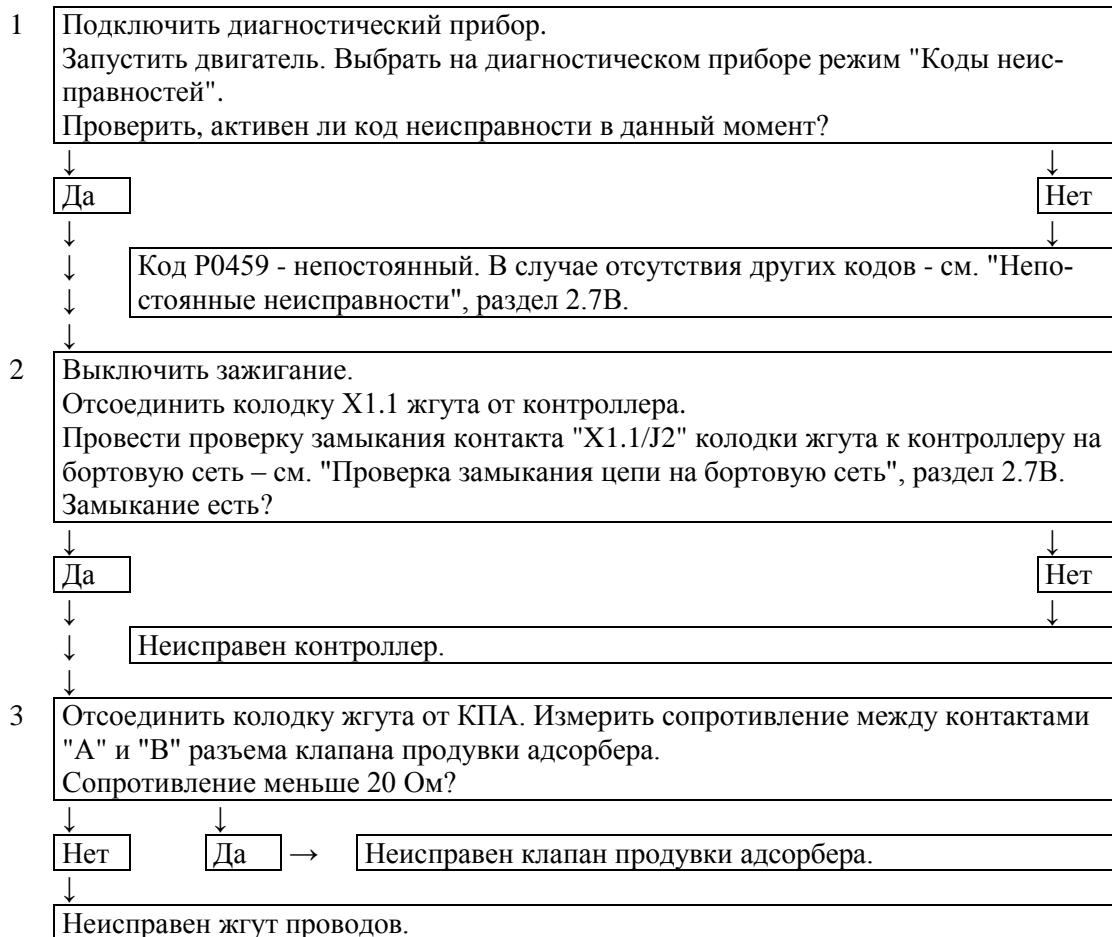 1 Подключить диагностический прибор.
Запустить двигатель. Выбрать на диагностическом приборе режим "Коды неис-
правностей".
Проверить, активен ли код неисправности в данный момент?
↓ ↓
Да Нет
↓ ↓
↓ Код Р0459 - непостоянный. В случае отсутствия других кодов - см. "Непо-
↓ стоянные неисправности", раздел 2.7В.
↓
2 Выключить зажигание.
Отсоединить колодку Х1.1 жгута от контроллера.
Провести проверку замыкания контакта "X1.1/J2" колодки жгута к контроллеру на
бортовую сеть – см. "Проверка замыкания цепи на бортовую сеть", раздел 2.7В.
Замыкание есть?
↓ ↓
Да Нет
↓ ↓
↓ Неисправен контроллер.
↓
3 Отсоединить колодку жгута от КПА. Измерить сопротивление между контактами
"А" и "В" разъема клапана продувки адсорбера.
Сопротивление меньше 20 Ом?
↓ ↓
Нет Да → Неисправен клапан продувки адсорбера.
↓
Неисправен жгут проводов.